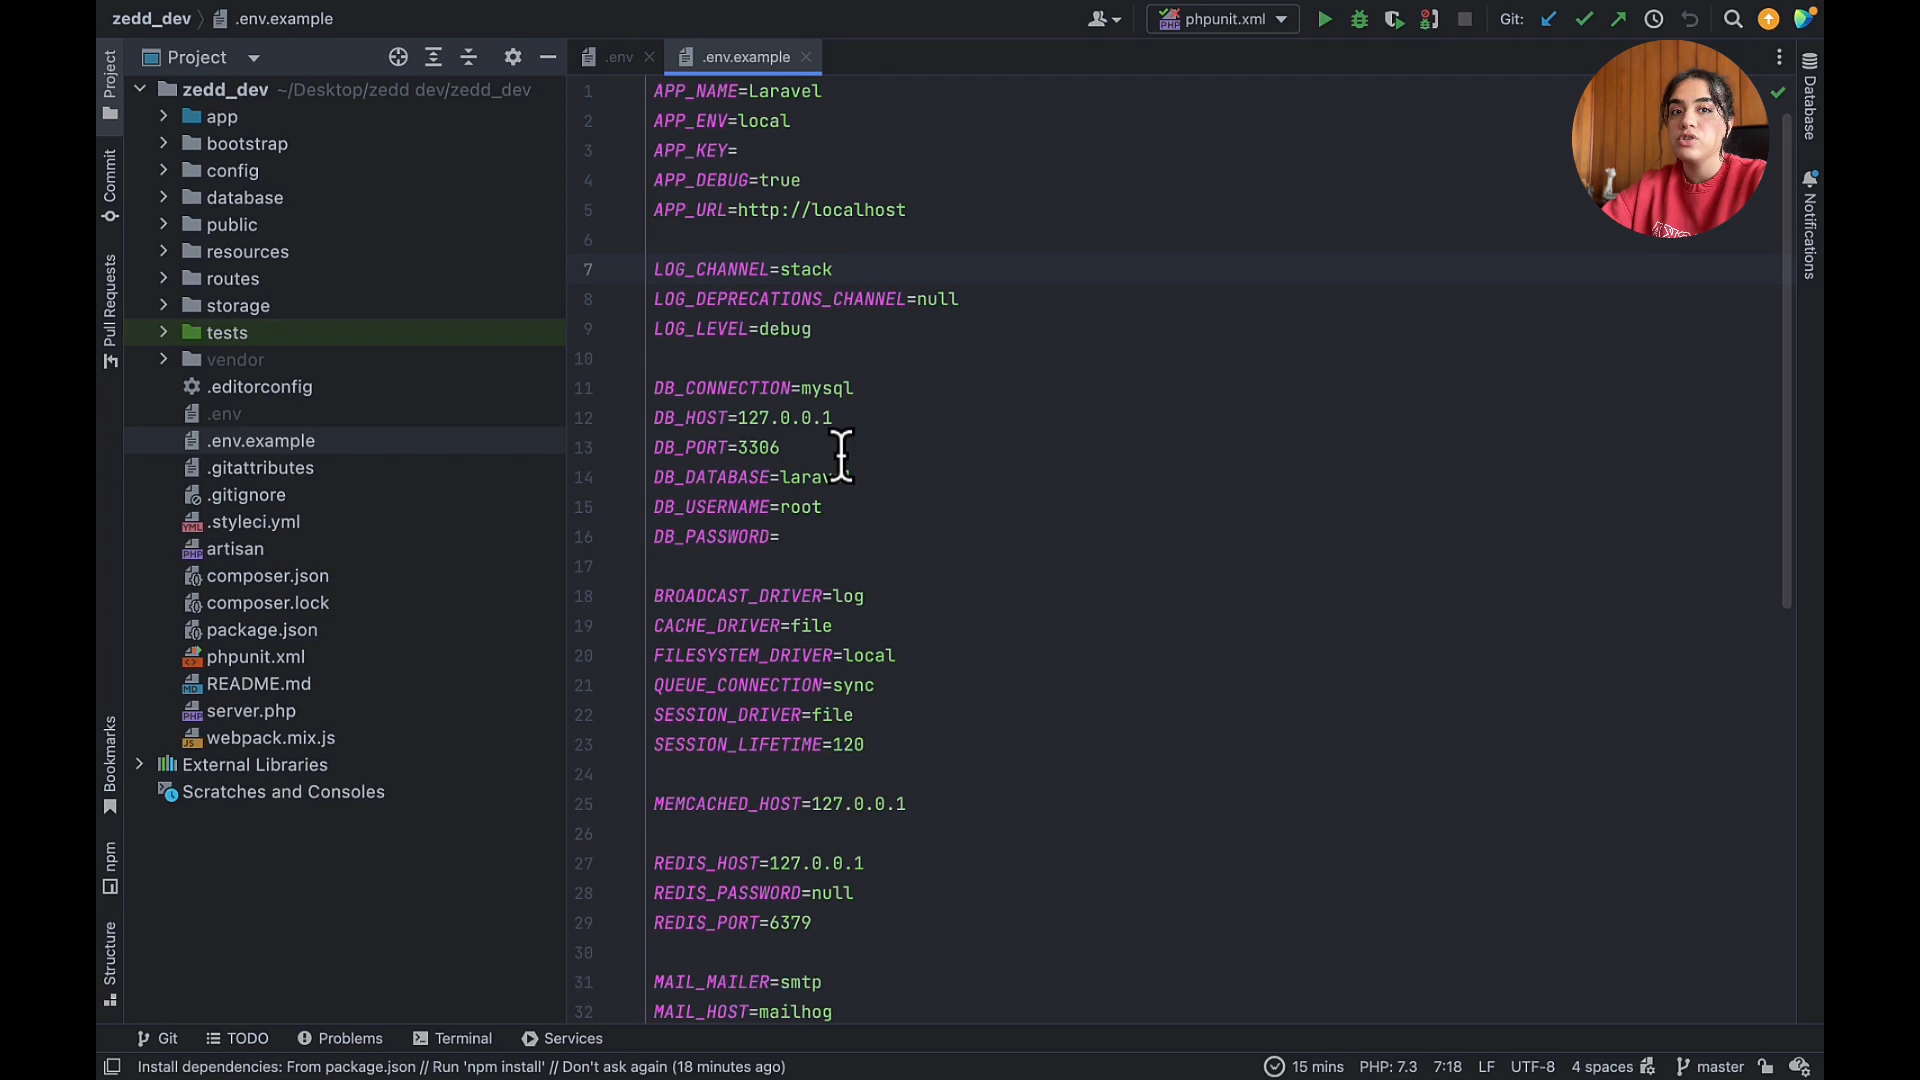 zedd_dev
.env.example
phpunit.xml
Git:
Project
.env
.env.example
zedd_dev ~/Desktop/zedd dev/zedd_dev
app
bootstrap
config
database
public
resources
routes
storage
tests
vendor
.editorconfig
.env
.env.example
.gitattributes
.gitignore
.styleci.yml
artisan
composer.json
composer.lock
package.json
phpunit.xml
README.md
server.php
webpack.mix.js
External Libraries
Scratches and Consoles
Project
Commit
Pull Requests
Bookmarks
npm
Structure
1 APP_NAME=Laravel
2 APP_ENV=local
3 APP_KEY=
4 APP_DEBUG=true
5 APP_URL=http://localhost
6
7 LOG_CHANNEL=stack
8 LOG_DEPRECATIONS_CHANNEL=null
9 LOG_LEVEL=debug
10
11 DB_CONNECTION=mysql
12 DB_HOST=127.0.0.1
13 DB_PORT=3306
14 DB_DATABASE=laravel
15 DB_USERNAME=root
16 DB_PASSWORD=
17
18 BROADCAST_DRIVER=log
19 CACHE_DRIVER=file
20 FILESYSTEM_DRIVER=local
21 QUEUE_CONNECTION=sync
22 SESSION_DRIVER=file
23 SESSION_LIFETIME=120
24
25 MEMCACHED_HOST=127.0.0.1
26
27 REDIS_HOST=127.0.0.1
28 REDIS_PASSWORD=null
29 REDIS_PORT=6379
30
31 MAIL_MAILER=smtp
32 MAIL_HOST=mailhog
Database
Notifications
Git
TODO
Problems
Terminal
Services
Install dependencies: From package.json // Run 'npm install' // Don't ask again (18 minutes ago)
15 mins PHP: 7.3 7:18 LF UTF-8 4 spaces master